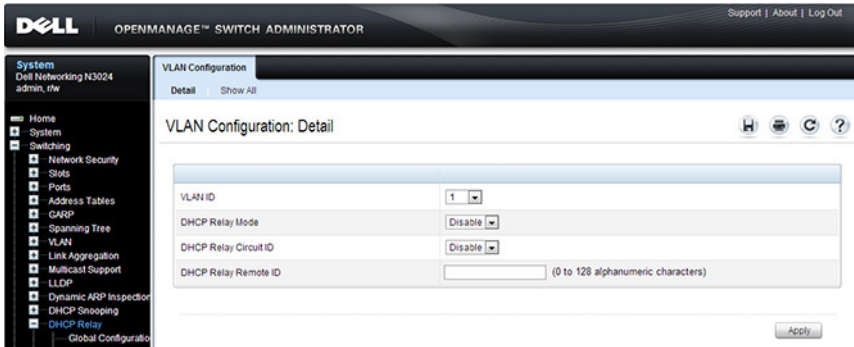 Support | About | Log Out
DELL OPENMANAGE™ SWITCH ADMINISTRATOR
System
Dell Networking N3024
admin, r/w
Home
System
Switching
Network Security
Slots
Ports
Address Tables
GARP
Spanning Tree
VLAN
Link Aggregation
Multicast Support
LLDP
Dynamic ARP Inspection
DHCP Snooping
DHCP Relay
Global Configuratio
VLAN Configuration
Detail Show All
VLAN Configuration: Detail
VLAN ID 1
DHCP Relay Mode Disable
DHCP Relay Circuit ID Disable
DHCP Relay Remote ID (0 to 128 alphanumeric characters)
Apply